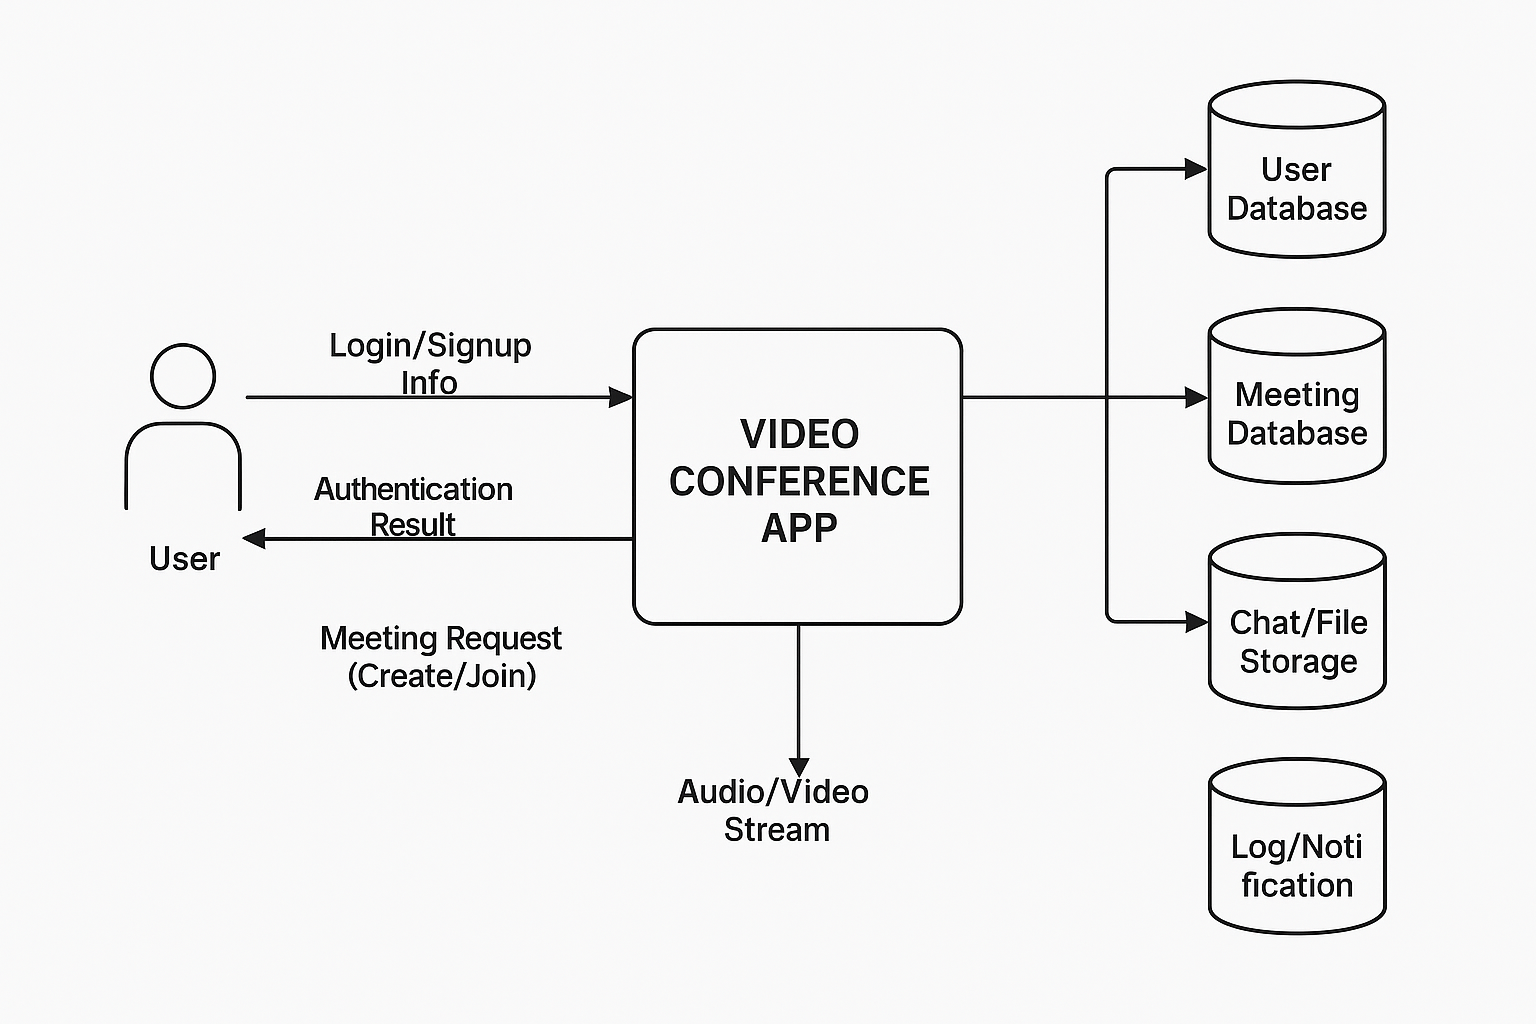 Login/Signup
Info
Authentication
Result
User
Meeting Request
(Create/Join)
VIDEO
CONFERENCE
APP
Audio/Video
Stream
User
Database
Meeting
Database
Chat/File
Storage
Log/Noti
fication